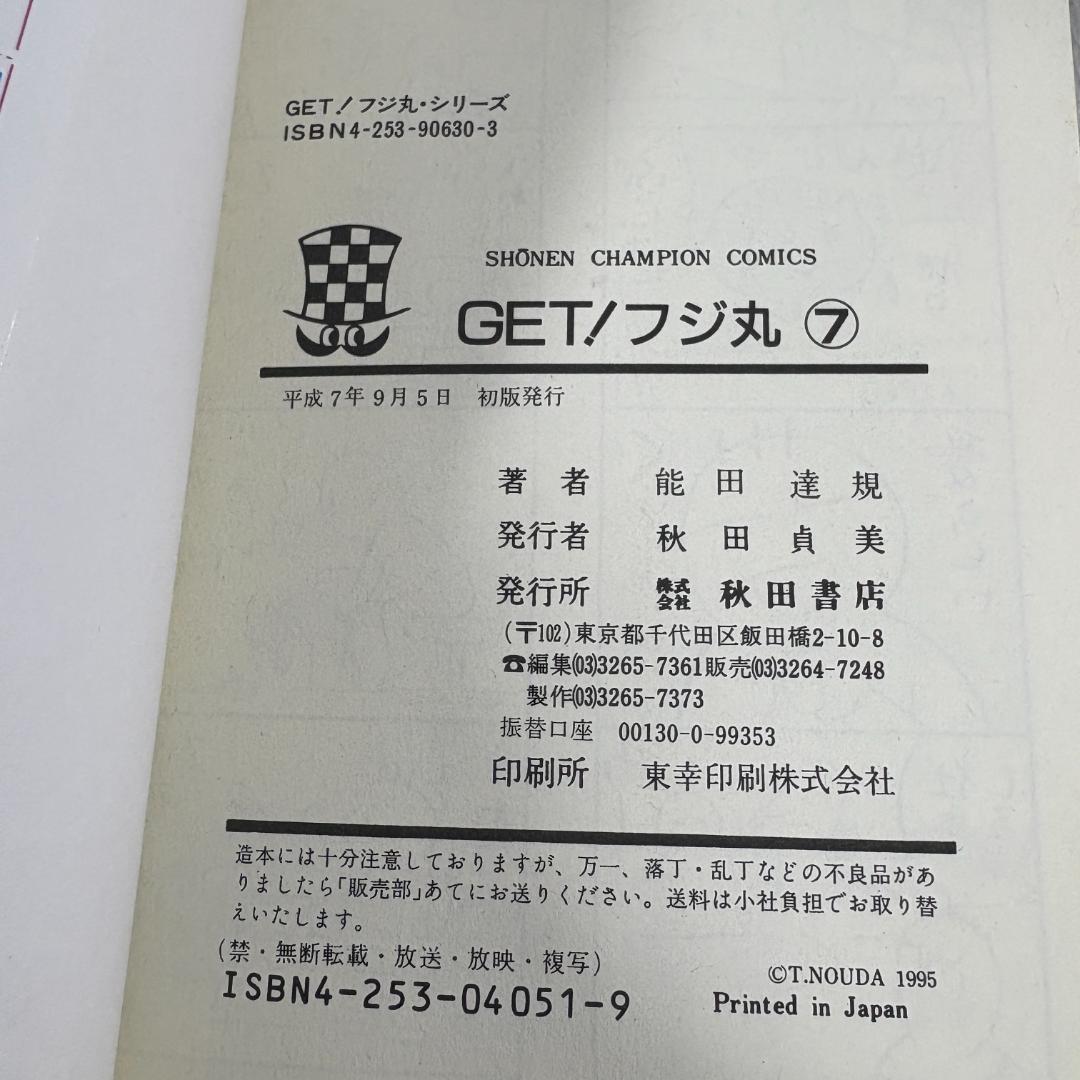 GET!フジ丸・シリーズ
ISBN4-253-90630-3
SHŌNEN CHAMPION COMICS
GET!フジ丸 ⑦
平成7年9月5日 初版発行
著者 能田達規
発行者 秋田貞美
発行所 株式会社 秋田書店
(〒102)東京都千代田区飯田橋2-10-8
☎編集(03)3265-7361販売(03)3264-7248
製作(03)3265-7373
振替口座 00130-0-99353
印刷所 東幸印刷株式会社
造本には十分注意しておりますが、万一、落丁・乱丁などの不良品があ
りましたら「販売部」あてにお送りください。送料は小社負担でお取り替
えいたします。
(禁・無断転載・放送・放映・複写)
ISBN4-253-04051-9
©T.NOUDA 1995
Printed in Japan